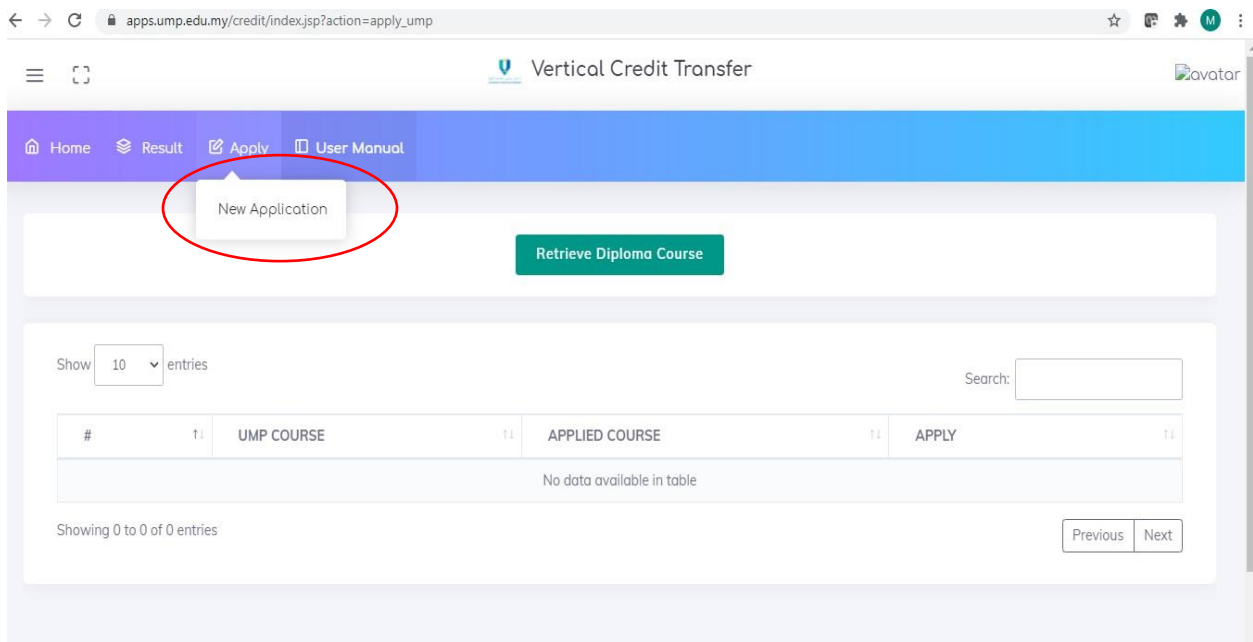 apps.ump.edu.my/credit/index.jsp?action=apply_ump
M
Vertical Credit Transfer
avatar
Home Result Apply User Manual
New Application
Retrieve Diploma Course
Show 10 entries
Search:
# UMP COURSE APPLIED COURSE APPLY
No data available in table
Showing 0 to 0 of 0 entries
Previous Next